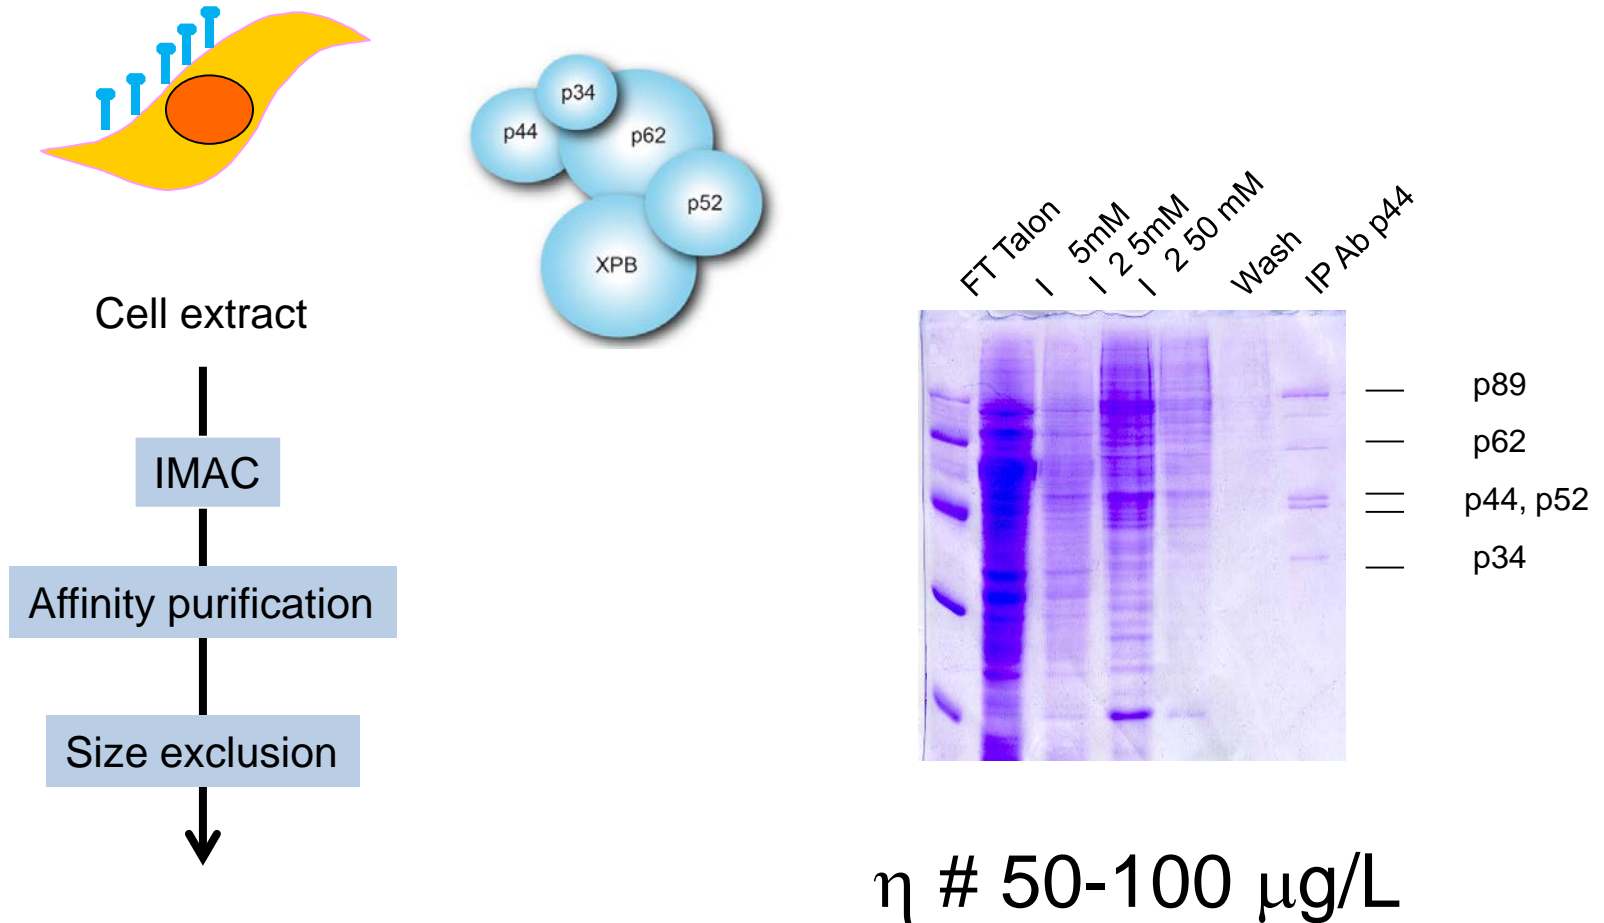 p34
p44
p62
p52
XPB
Cell extract
IMAC
Affinity purification
Size exclusion
FT Talon
I 5mM
I 2 5mM
I 2 50 mM
Wash
IP Ab p44
p89
p62
p44, p52
p34
η # 50-100 μg/L